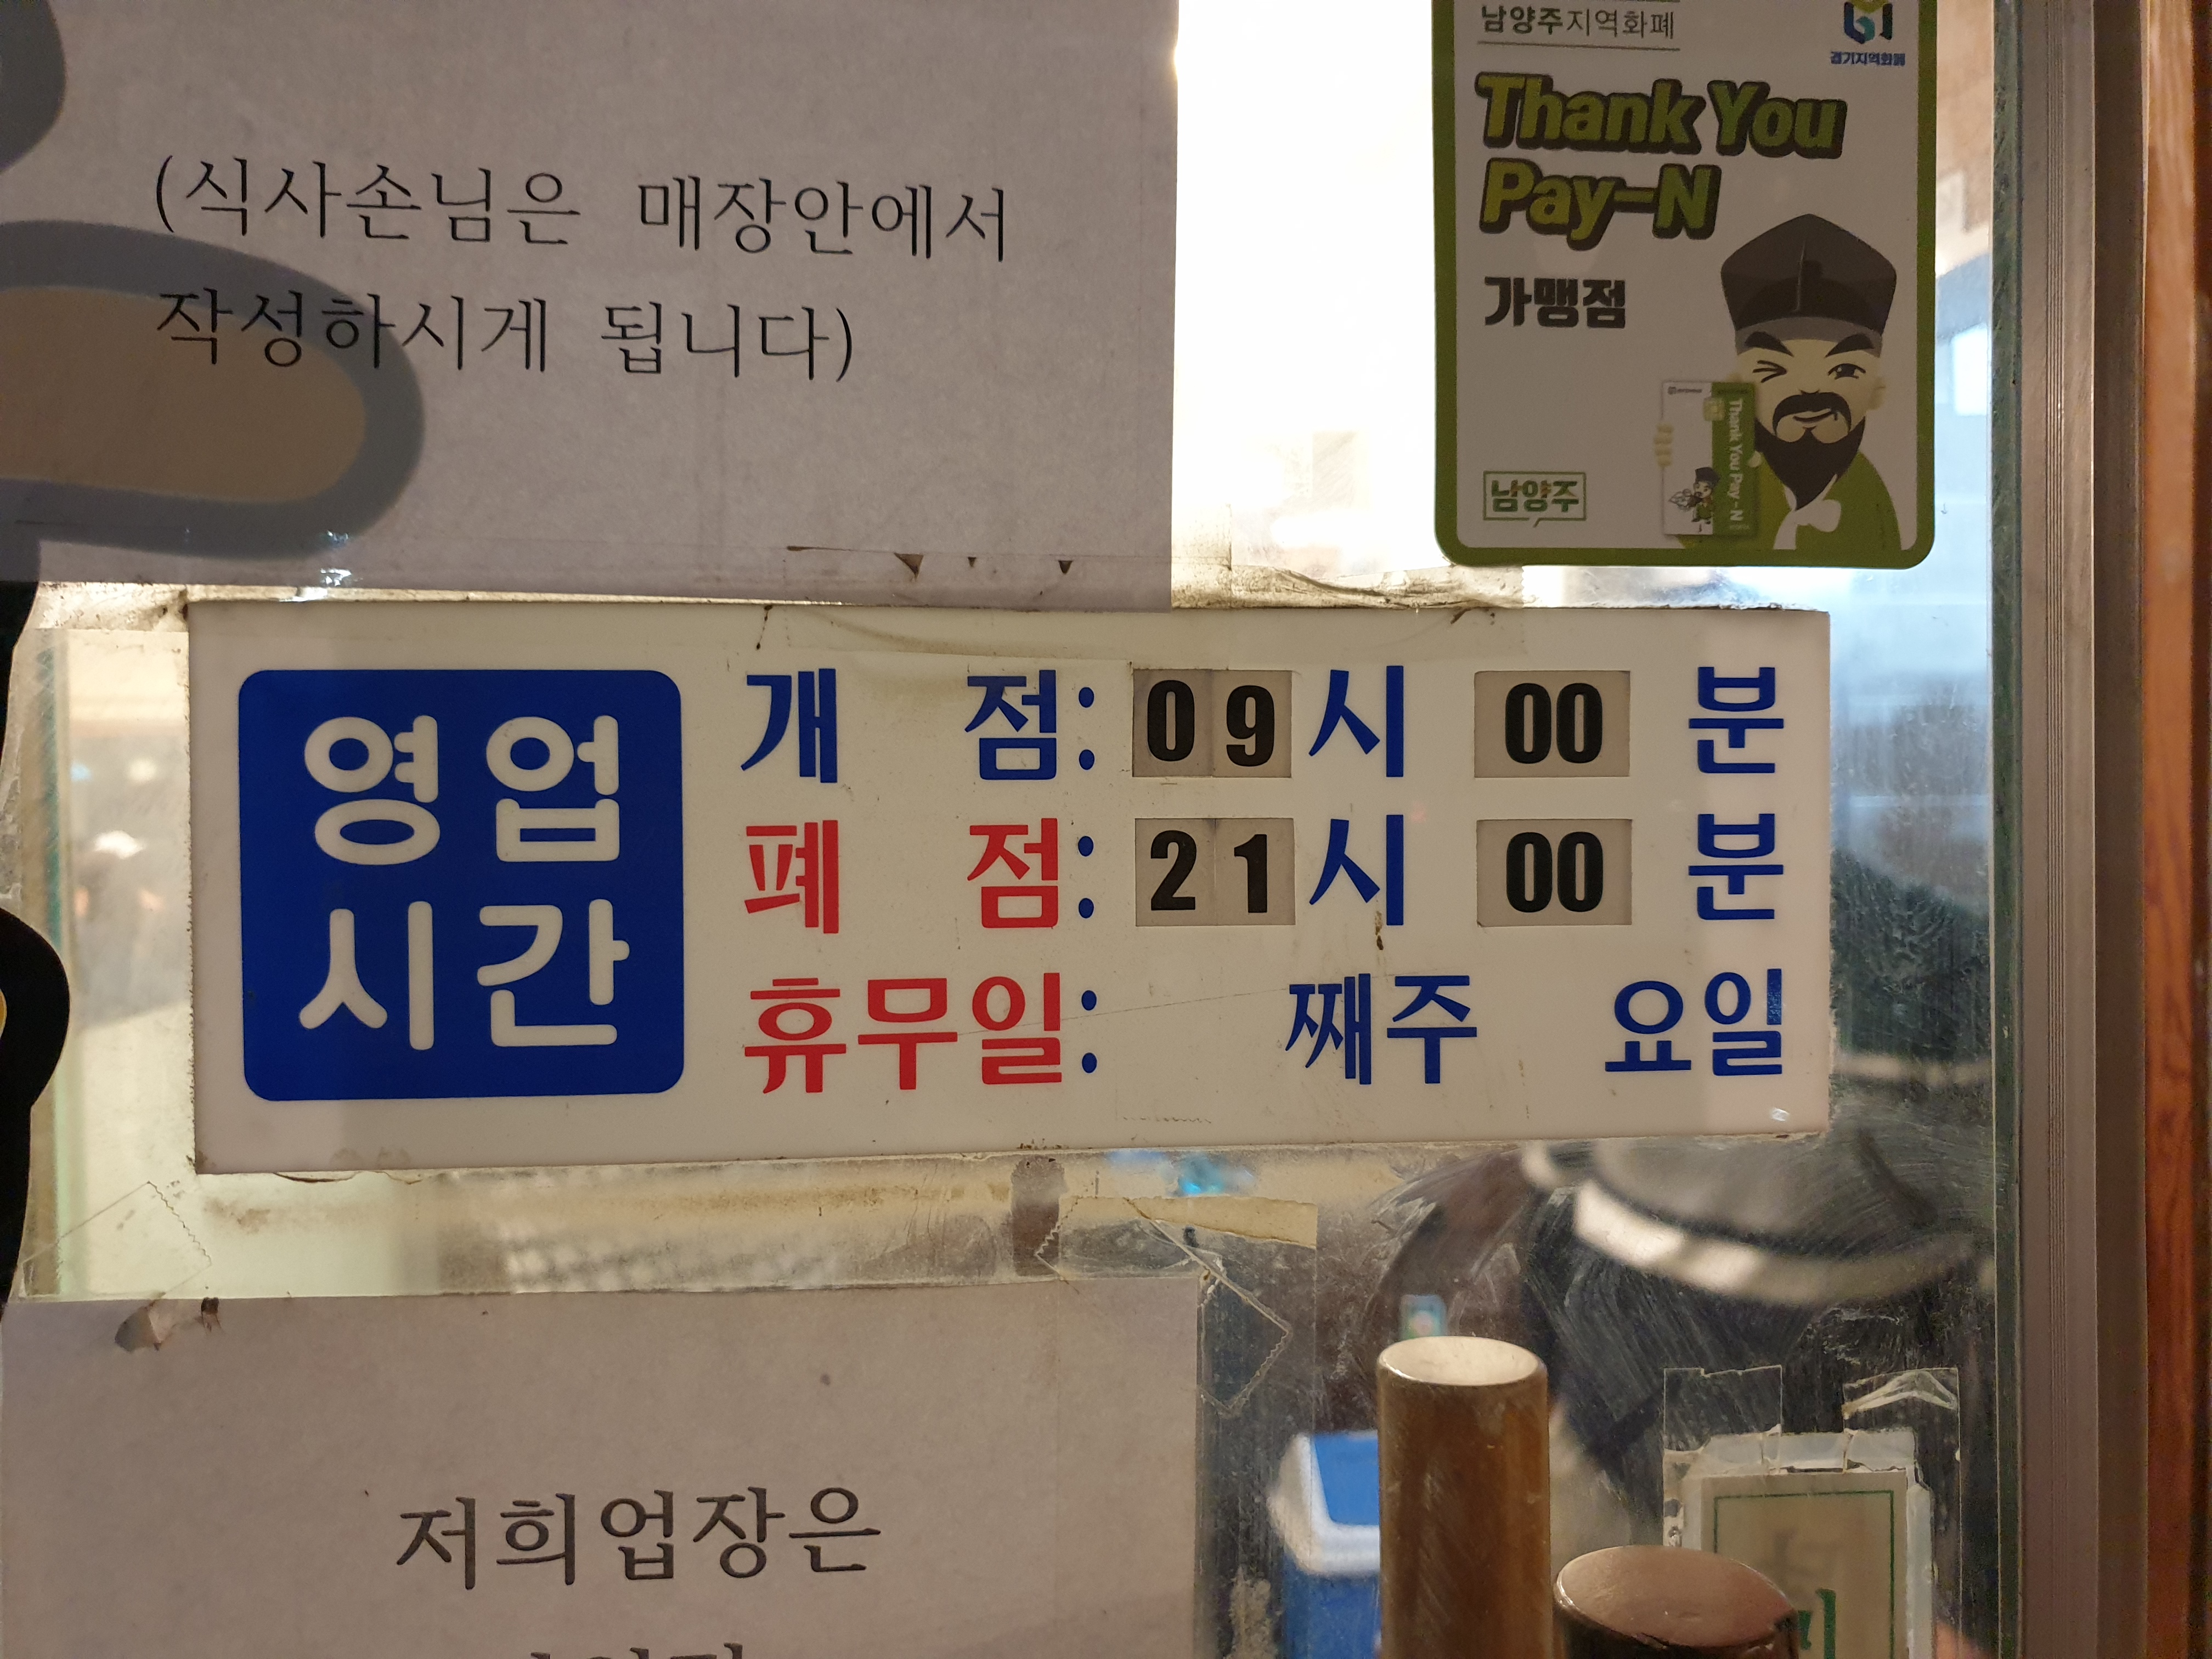 (식사손님은 매장안에서
작성하시게 됩니다)
남양주지역화폐
경기지역화폐
Thank You
Pay-N
가맹점
Thank You Pay-N
남양주
영업
시간
개 점: 09시 00 분
폐 점: 21시 00 분
휴무일: 째주 요일
저희업장은